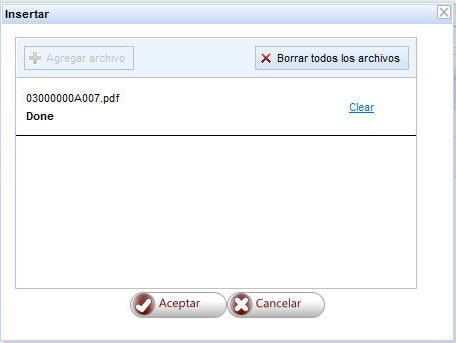 Insertar
Agregar archivo
Borrar todos los archivos
03000000A007.pdf
Clear
Done
Aceptar
Cancelar